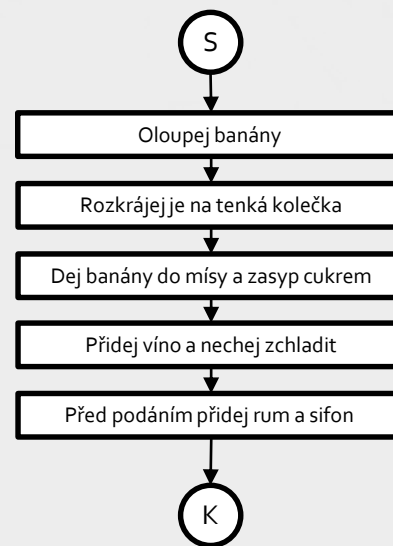 S
Oloupej banány
Rozkrájej je na tenká kolečka
Dej banány do mísy a zasyp cukrem
Přidej víno a nechej zchladit
Před podáním přidej rum a sifon
K